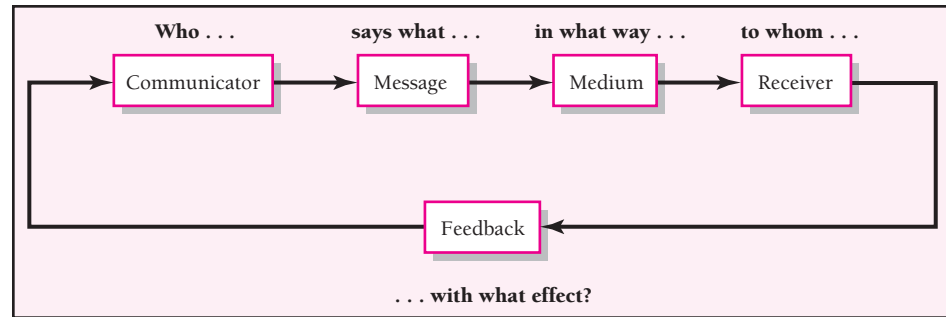 Who . . . says what . . . in what way . . . to whom . . .
Communicator Message Medium Receiver
Feedback
. . . with what effect?